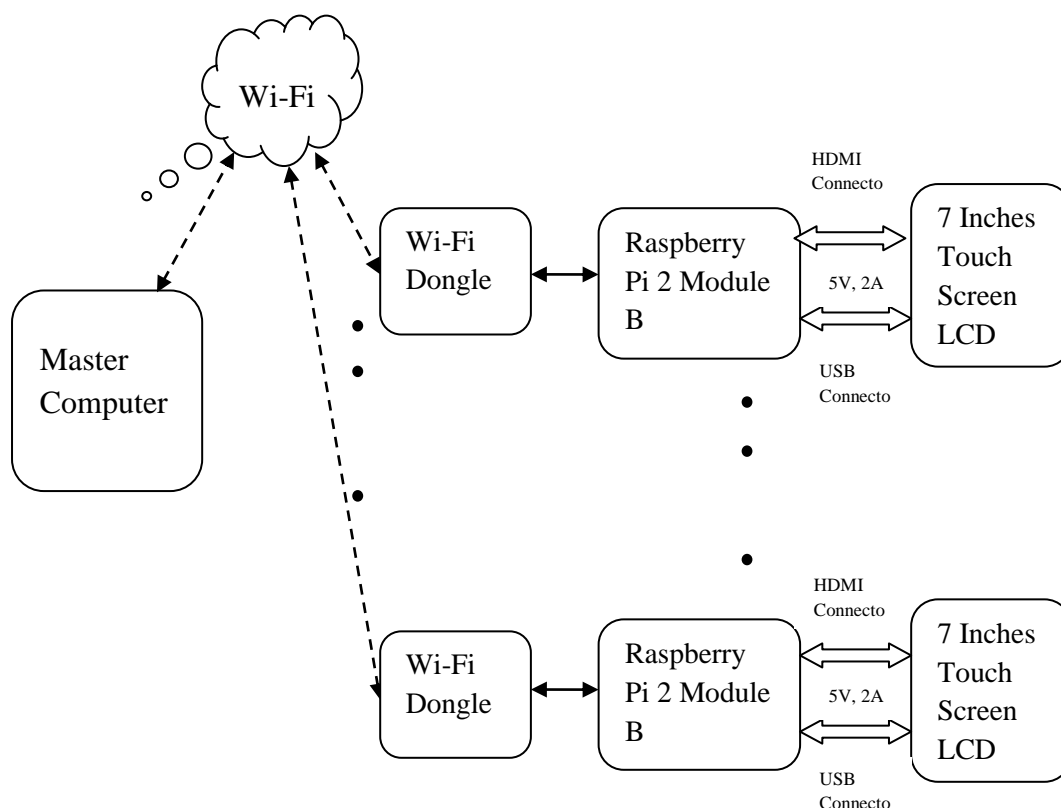 Wi-Fi
HDMI
Connecto
Wi-Fi
Dongle
Raspberry
Pi 2 Module
B
5V, 2A
7 Inches
Touch
Screen
LCD
USB
Connecto
Master
Computer
HDMI
Connecto
Wi-Fi
Dongle
Raspberry
Pi 2 Module
B
5V, 2A
7 Inches
Touch
Screen
LCD
USB
Connecto